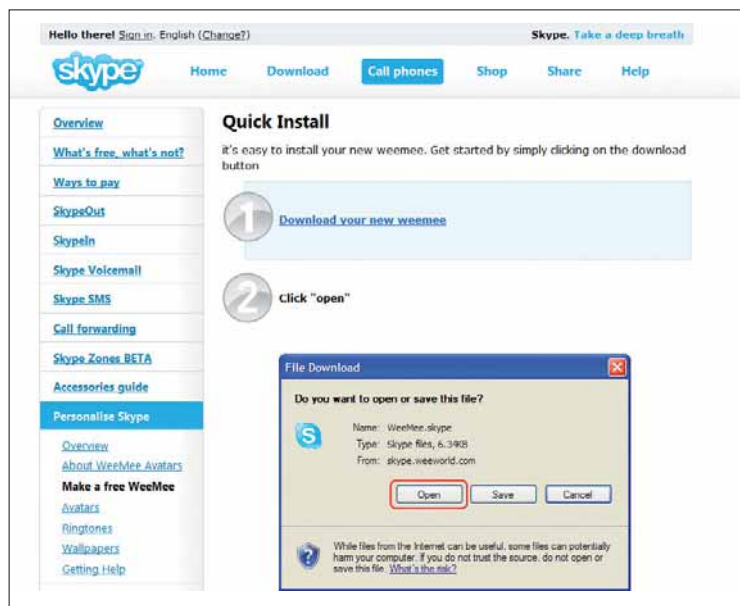 Hello there! Sign in. English (Change?)
Skype. Take a deep breath
skype
Home Download Call phones Shop Share Help
Overview
What's free, what's not?
Ways to pay
SkypeOut
SkypeIn
Skype Voicemail
Skype SMS
Call forwarding
Skype Zones BETA
Accessories guide
Personalise Skype
Overview
About WeeMee Avatars
Make a free WeeMee
Avatars
Ringtones
Wallpapers
Getting Help
Quick Install
it's easy to install your new weemee. Get started by simply clicking on the download
button
1
Download your new weemee
2
Click "open"
File Download
Do you want to open or save this file?
S
Name: WeeMee.skype
Type: Skype files, 6.34KB
From: skype.weeworld.com
Open Save Cancel
While files from the Internet can be useful, some files can potentially
harm your computer. If you do not trust the source, do not open or
save this file. What's the risk?